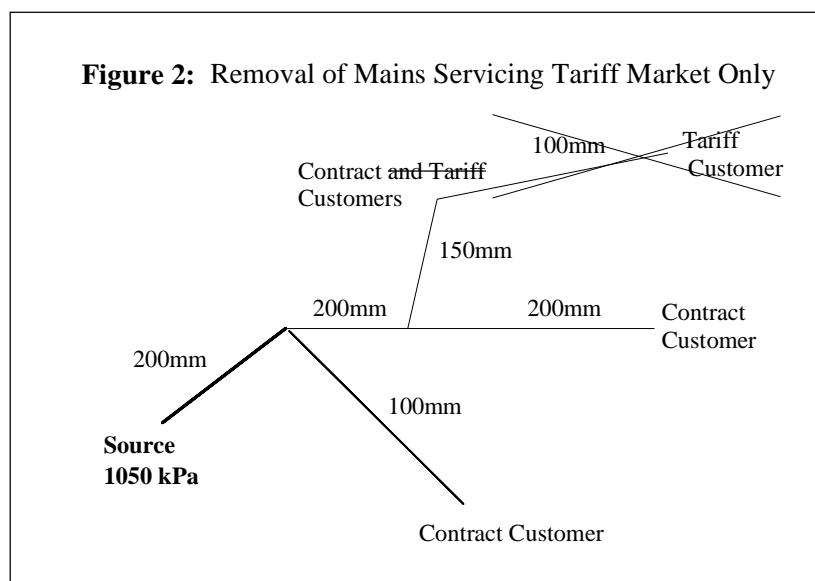 Figure 2: Removal of Mains Servicing Tariff Market Only
100mm
Tariff
Customer
Contract and Tariff
Customers
150mm
200mm
200mm
Contract
Customer
200mm
100mm
Source
1050 kPa
Contract Customer